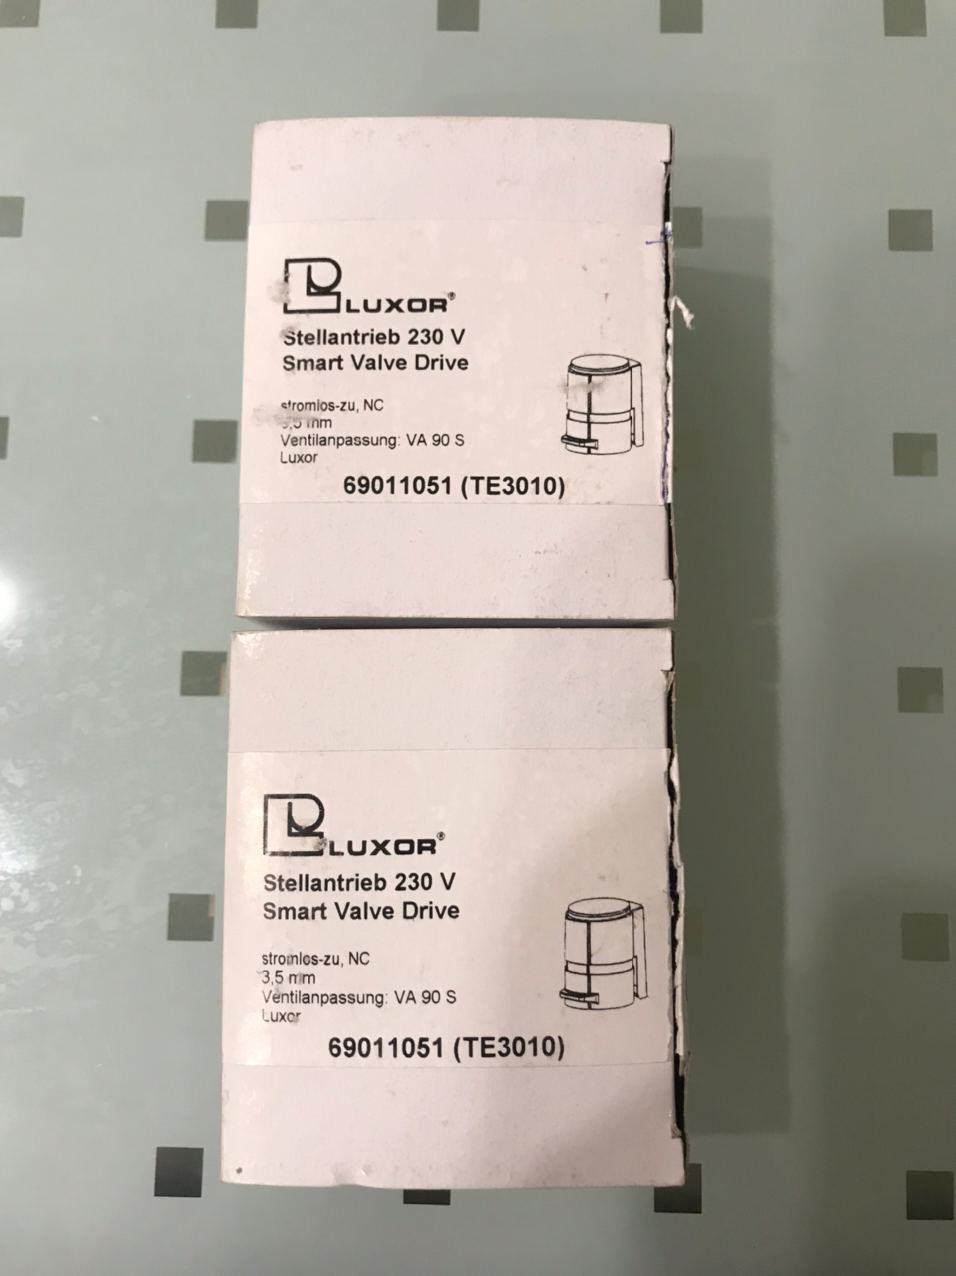 LUXOR®
Stellantrieb 230 V
Smart Valve Drive
stromlos-zu, NC
3,5 mm
Ventilanpassung: VA 90 S
Luxor
69011051 (TE3010)
LUXOR®
Stellantrieb 230 V
Smart Valve Drive
stromlos-zu, NC
3,5 mm
Ventilanpassung: VA 90 S
Luxor
69011051 (TE3010)